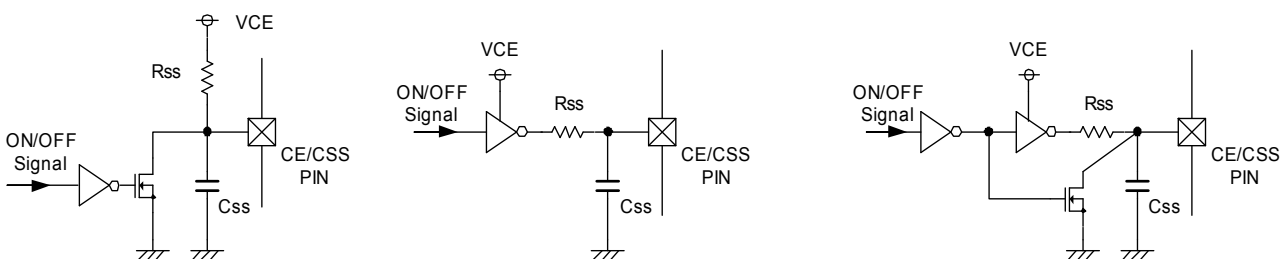 VCE
Rss
ON/OFF
Signal
CE/CSS
PIN
Css
VCE
ON/OFF
Signal
Rss
CE/CSS
PIN
Css
VCE
ON/OFF
Signal
Rss
CE/CSS
PIN
Css